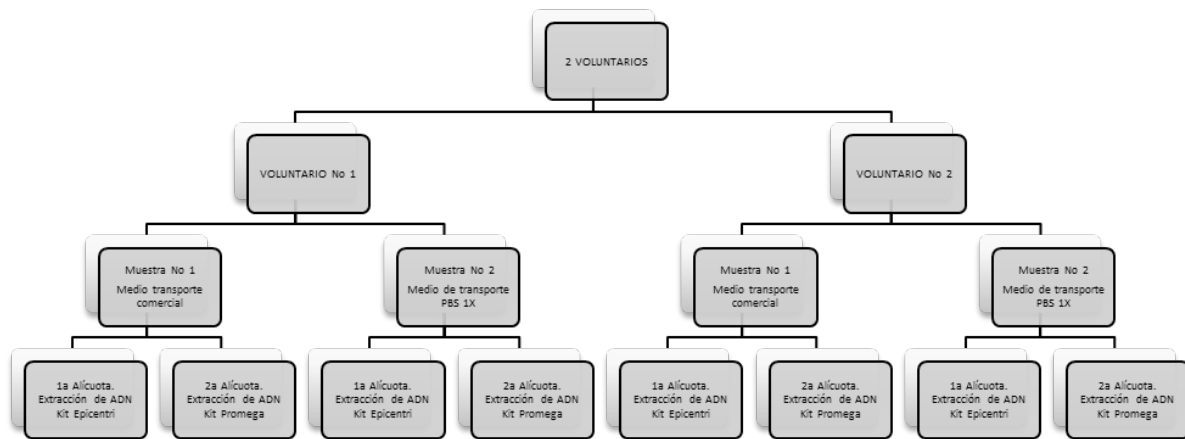 2 VOLUNTARIOS
VOLUNTARIO No 1
VOLUNTARIO No 2
Muestra No 1
Medio transporte
comercial
Muestra No 2
Medio de transporte
PBS 1X
Muestra No 1
Medio transporte
comercial
Muestra No 2
Medio de transporte
PBS 1X
1a Alícuota.
Extracción de ADN
Kit Epicentri
2a Alícuota.
Extracción de ADN
Kit Promega
1a Alícuota.
Extracción de ADN
Kit Epicentri
2a Alícuota.
Extracción de ADN
Kit Promega
1a Alícuota.
Extracción de ADN
Kit Epicentri
2a Alícuota.
Extracción de ADN
Kit Promega
1a Alícuota.
Extracción de ADN
Kit Epicentri
2a Alícuota.
Extracción de ADN
Kit Promega